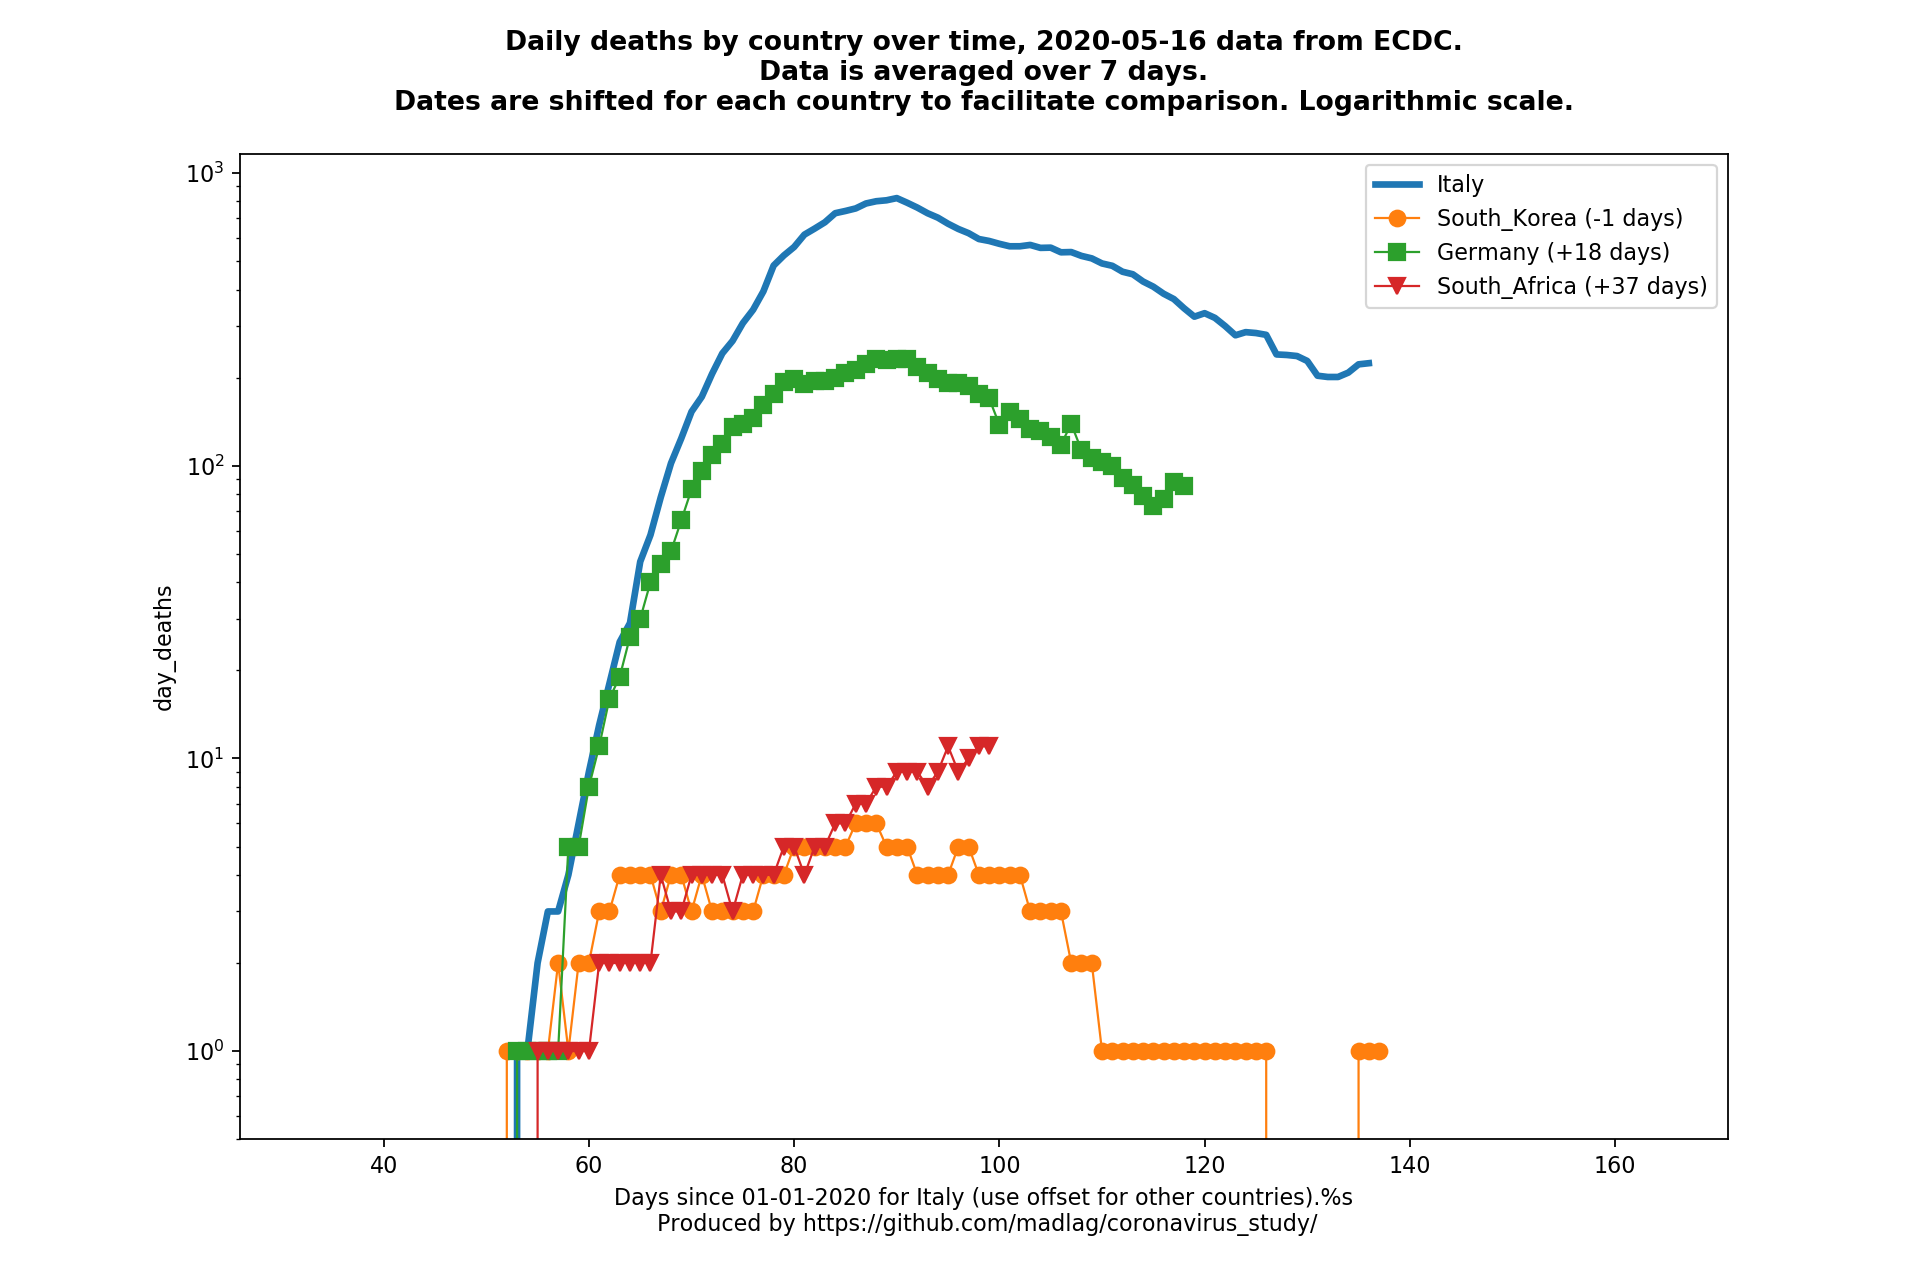 Daily deaths by country over time, 2020-05-16 data from ECDC.
Data is averaged over 7 days.
Dates are shifted for each country to facilitate comparison. Logarithmic scale.
10³
10²
10¹
10⁰
day_deaths
Italy
South_Korea (-1 days)
Germany (+18 days)
South_Africa (+37 days)
40 60 80 100 120 140 160
Days since 01-01-2020 for Italy (use offset for other countries).%s
Produced by https://github.com/madlag/coronavirus_study/